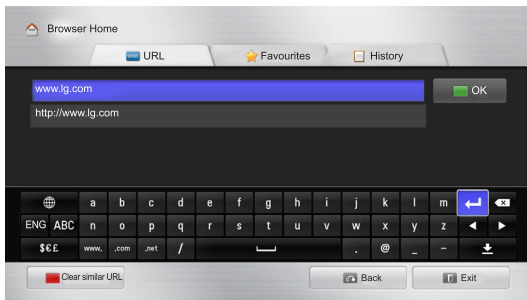 Browser Home
www URL Favourites History
www.lg.com OK
http://www.lg.com
a b c d e f g h i j k l m
ENG ABC n o p q r s t u v w x y z
$€£ www. .com .net / . @ _ -
Clear similar URL Back Exit